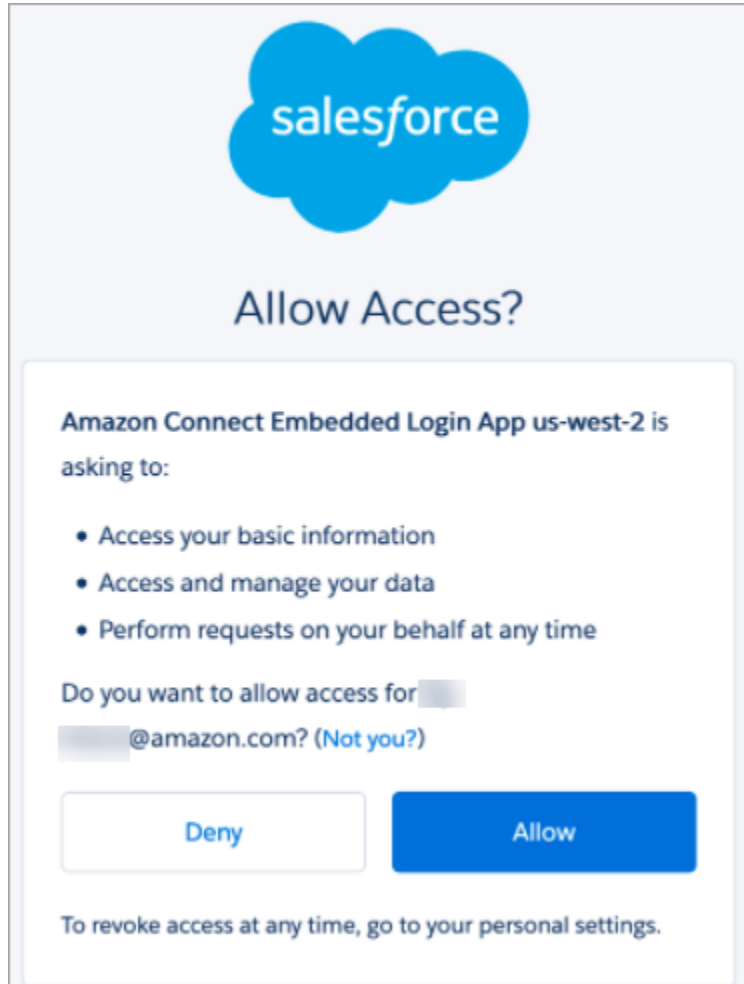 salesforce
Allow Access?
Amazon Connect Embedded Login App us-west-2 is
asking to:
• Access your basic information
• Access and manage your data
• Perform requests on your behalf at any time
Do you want to allow access for
@amazon.com? (Not you?)
Deny
Allow
To revoke access at any time, go to your personal settings.